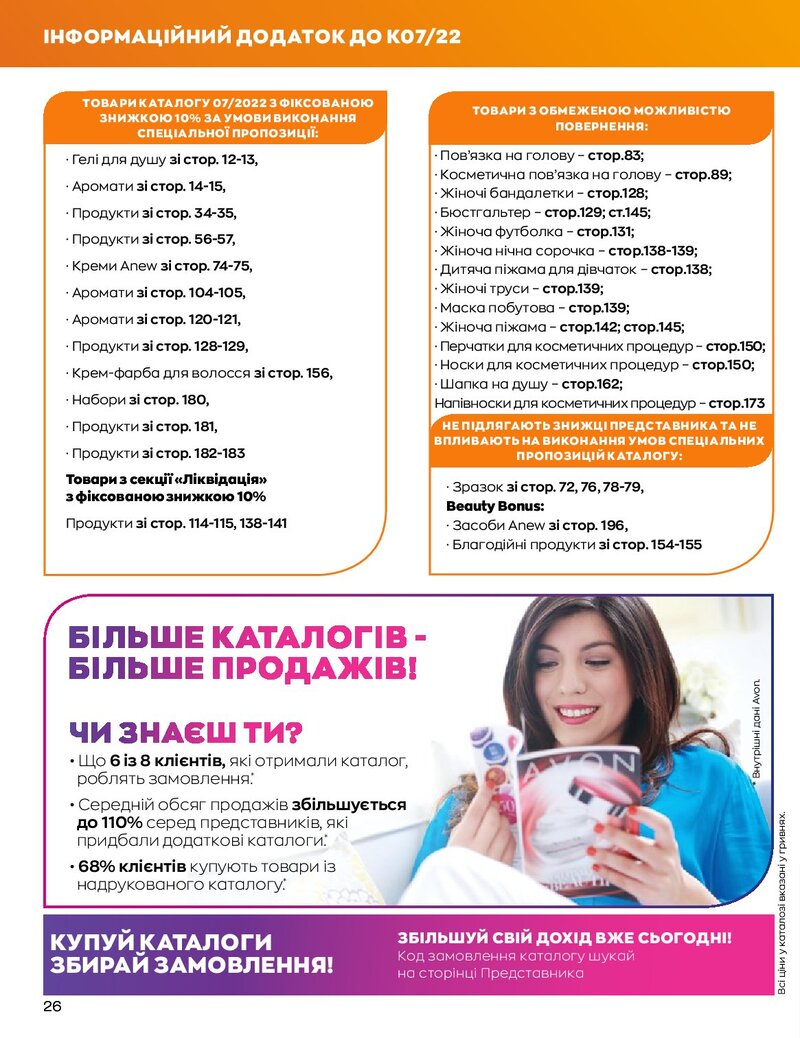 ІНФОРМАЦІЙНИЙ ДОДАТОК ДО К07/22
ТОВАРИ КАТАЛОГУ 07/2022 З ФІКСОВАНОЮ
ЗНИЖКОЮ 10% ЗА УМОВИ ВИКОНАННЯ
СПЕЦІАЛЬНОЇ ПРОПОЗИЦІЇ:
· Гелі для душу зі стор. 12-13,
· Аромати зі стор. 14-15,
· Продукти зі стор. 34-35,
· Продукти зі стор. 56-57,
· Креми Anew зі стор. 74-75,
· Аромати зі стор. 104-105,
· Аромати зі стор. 120-121,
· Продукти зі стор. 128-129,
· Крем-фарба для волосся зі стор. 156,
· Набори зі стор. 180,
· Продукти зі стор. 181,
· Продукти зі стор. 182-183
Товари з секції «Ліквідація»
з фіксованою знижкою 10%
Продукти зі стор. 114-115, 138-141
ТОВАРИ З ОБМЕЖЕНОЮ МОЖЛИВІСТЮ
ПОВЕРНЕННЯ:
· Пов’язка на голову – стор.83;
· Косметична пов’язка на голову – стор.89;
· Жіночі бандалетки – стор.128;
· Бюстгальтер – стор.129; ст.145;
· Жіноча футболка – стор.131;
· Жіноча нічна сорочка – стор.138-139;
· Дитяча піжама для дівчаток – стор.138;
· Жіночі труси – стор.139;
· Маска побутова – стор.139;
· Жіноча піжама – стор.142; стор.145;
· Перчатки для косметичних процедур – стор.150;
· Носки для косметичних процедур – стор.150;
· Шапка на душу – стор.162;
Напівноски для косметичних процедур – стор.173
НЕ ПІДЛЯГАЮТЬ ЗНИЖЦІ ПРЕДСТАВНИКА ТА НЕ
ВПЛИВАЮТЬ НА ВИКОНАННЯ УМОВ СПЕЦІАЛЬНИХ
ПРОПОЗИЦІЙ КАТАЛОГУ:
· Зразок зі стор. 72, 76, 78-79,
Beauty Bonus:
· Засоби Anew зі стор. 196,
· Благодійні продукти зі стор. 154-155
БІЛЬШЕ КАТАЛОГІВ -
БІЛЬШЕ ПРОДАЖІВ!
ЧИ ЗНАЄШ ТИ?
• Що 6 із 8 клієнтів, які отримали каталог,
роблять замовлення.*
• Середній обсяг продажів збільшується
до 110% серед представників, які
придбали додаткові каталоги.*
• 68% клієнтів купують товари із
надрукованого каталогу.*
AVON
* Внутрішні дані Avon.
КУПУЙ КАТАЛОГИ
ЗБИРАЙ ЗАМОВЛЕННЯ!
ЗБІЛЬШУЙ СВІЙ ДОХІД ВЖЕ СЬОГОДНІ!
Код замовлення каталогу шукай
на сторінці Представника
Всі ціни у каталозі вказані у гривнях.
26